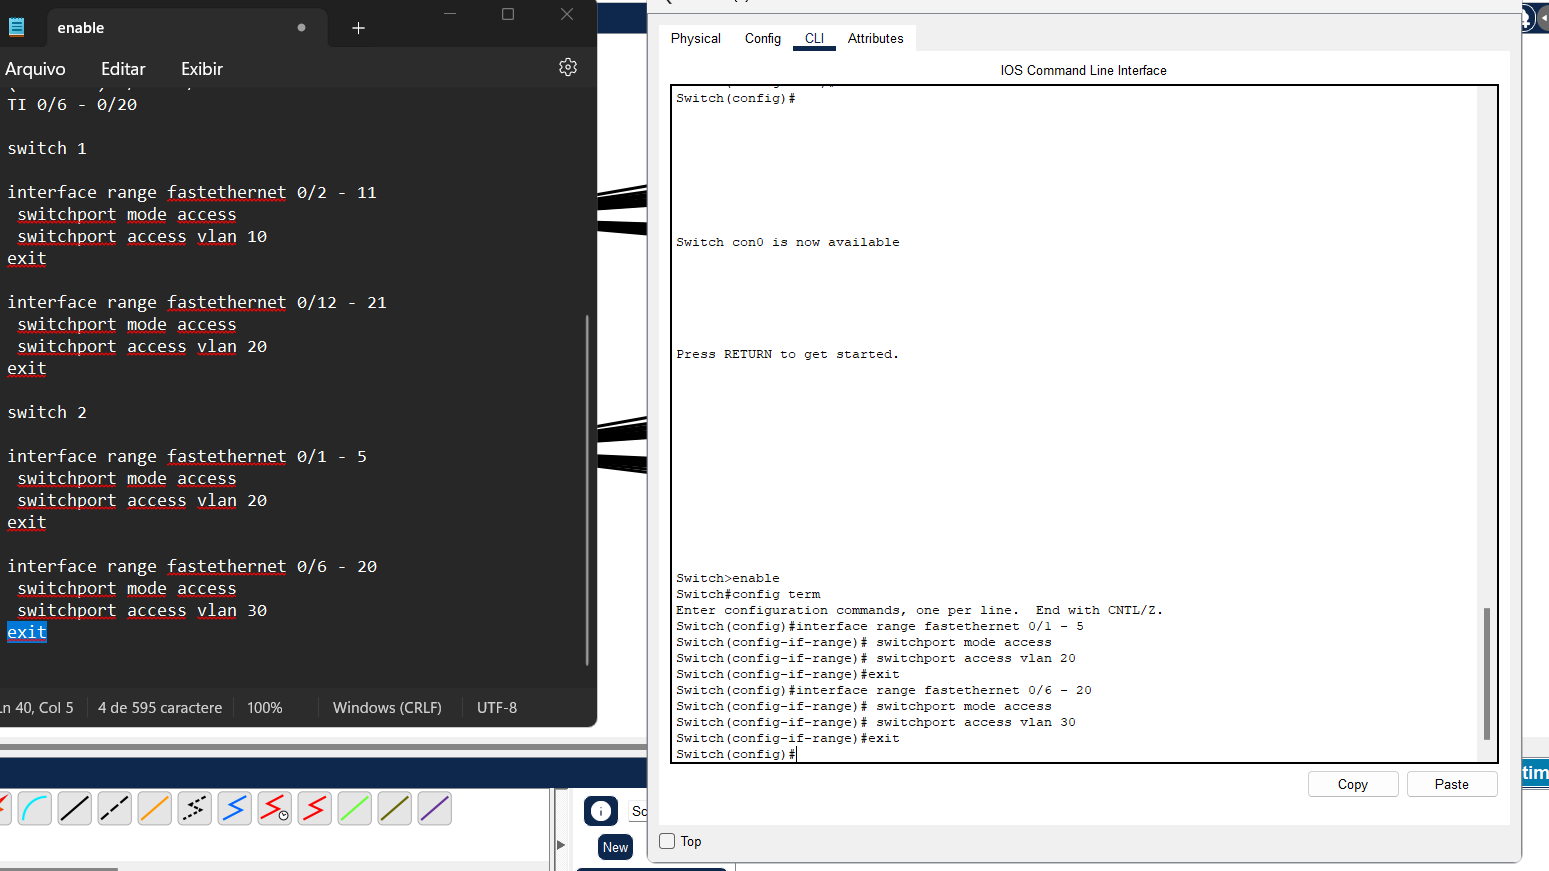 enable
Arquivo Editar Exibir
TI 0/6 - 0/20
switch 1
interface range fastethernet 0/2 - 11
switchport mode access
switchport access vlan 10
exit
interface range fastethernet 0/12 - 21
switchport mode access
switchport access vlan 20
exit
switch 2
interface range fastethernet 0/1 - 5
switchport mode access
switchport access vlan 20
exit
interface range fastethernet 0/6 - 20
switchport mode access
switchport access vlan 30
exit
Ln 40, Col 5 4 de 595 caractere 100% Windows (CRLF) UTF-8
New
Physical Config CLI Attributes
IOS Command Line Interface
Switch(config)#
Switch con0 is now available
Press RETURN to get started.
Switch>enable
Switch#config term
Enter configuration commands, one per line. End with CNTL/Z.
Switch(config)#interface range fastethernet 0/1 - 5
Switch(config-if-range)# switchport mode access
Switch(config-if-range)# switchport access vlan 20
Switch(config-if-range)#exit
Switch(config)#interface range fastethernet 0/6 - 20
Switch(config-if-range)# switchport mode access
Switch(config-if-range)# switchport access vlan 30
Switch(config-if-range)#exit
Switch(config)#
Copy Paste
Top